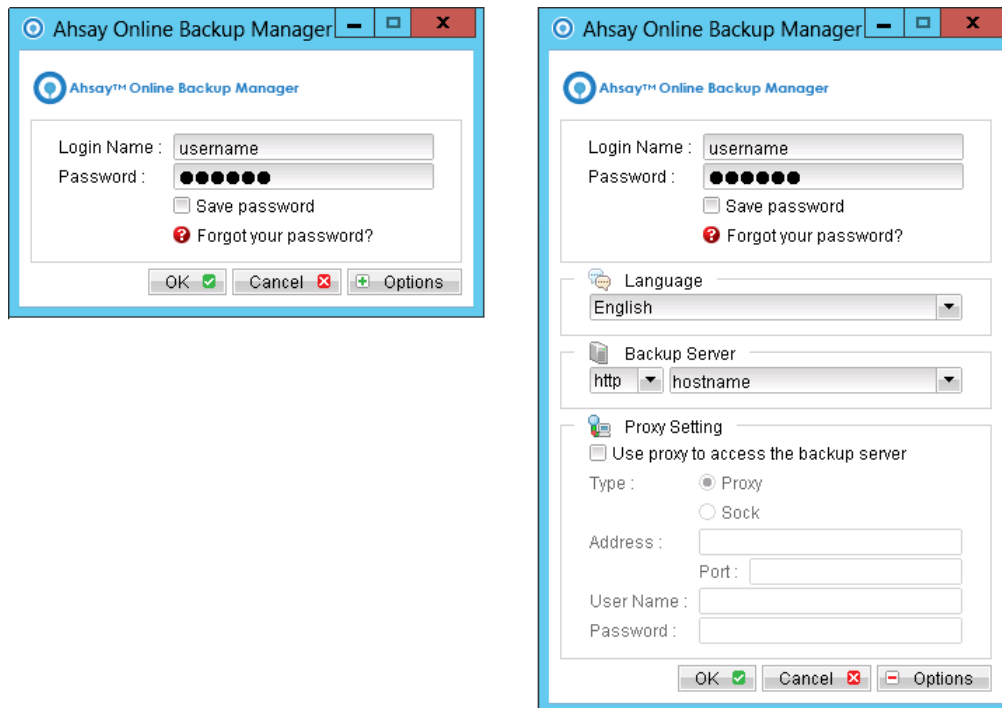 Ahsay Online Backup Manager
Ahsay™ Online Backup Manager
Login Name : username
Password : ●●●●●●
Save password
Forgot your password?
OK Cancel Options
Ahsay Online Backup Manager
Ahsay™ Online Backup Manager
Login Name : username
Password : ●●●●●●
Save password
Forgot your password?
Language
English
Backup Server
http hostname
Proxy Setting
Use proxy to access the backup server
Type : Proxy
Sock
Address :
Port :
User Name :
Password :
OK Cancel Options